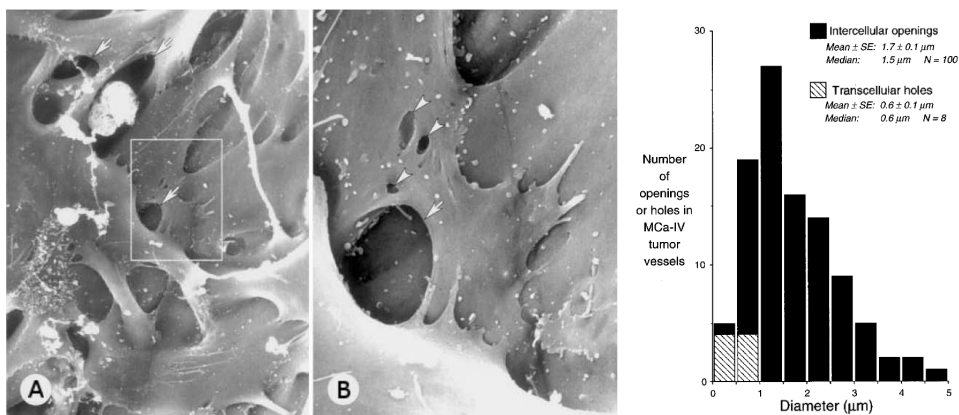 A
B
30
20
10
0
Number
of
openings
or holes in
MCa-IV
tumor
vessels
Intercellular openings
Mean ± SE: 1.7 ± 0.1 µm
Median: 1.5 µm N = 100
Transcellular holes
Mean ± SE: 0.6 ± 0.1 µm
Median: 0.6 µm N = 8
0 1 2 3 4 5
Diameter (µm)